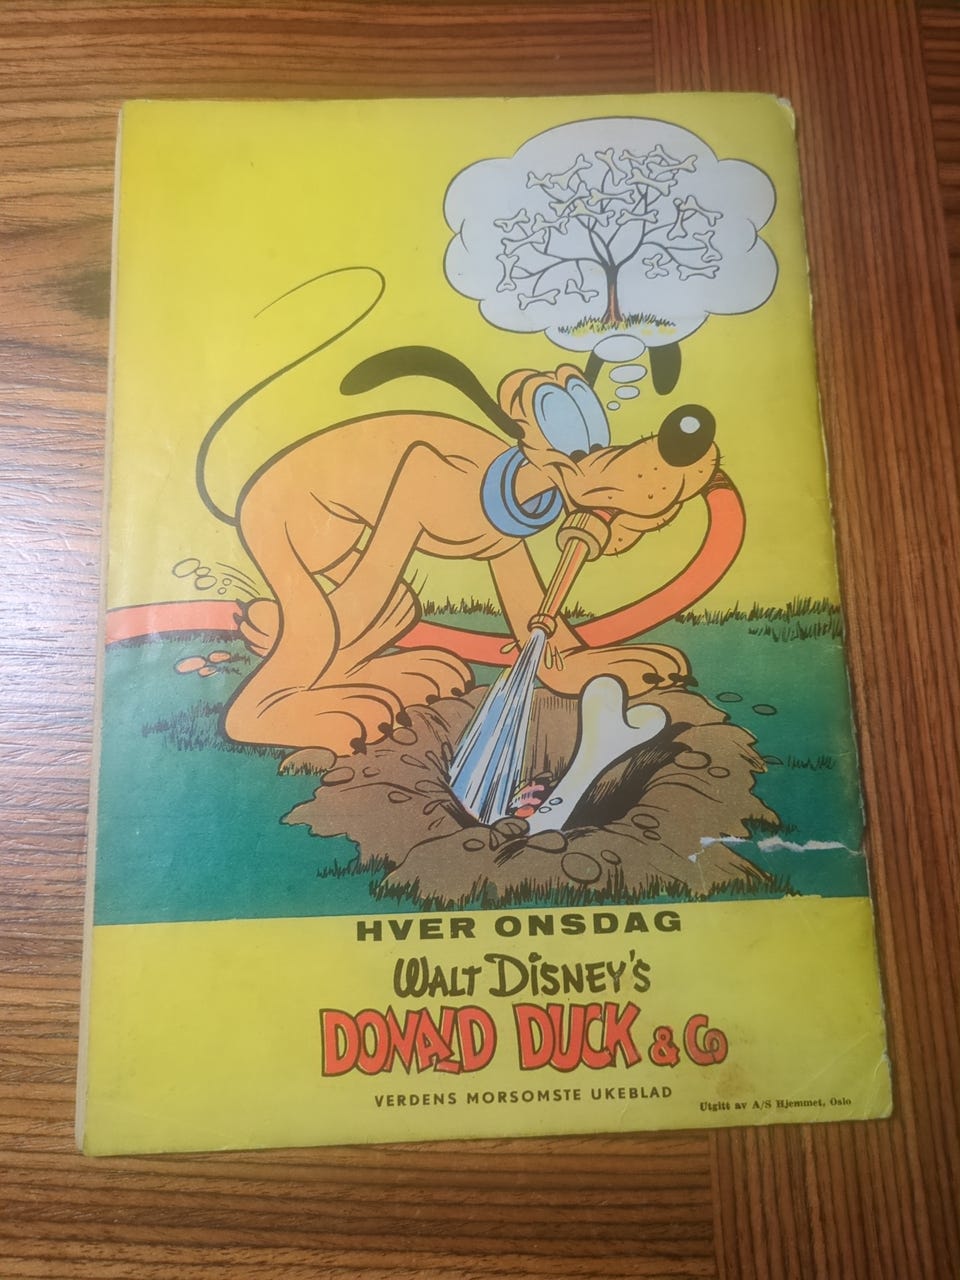 HVER ONSDAG
WALT DISNEY'S
DONALD DUCK & Co
VERDENS MORSOMSTE UKEBLAD
Utgitt av A/S Hjemmet, Oslo